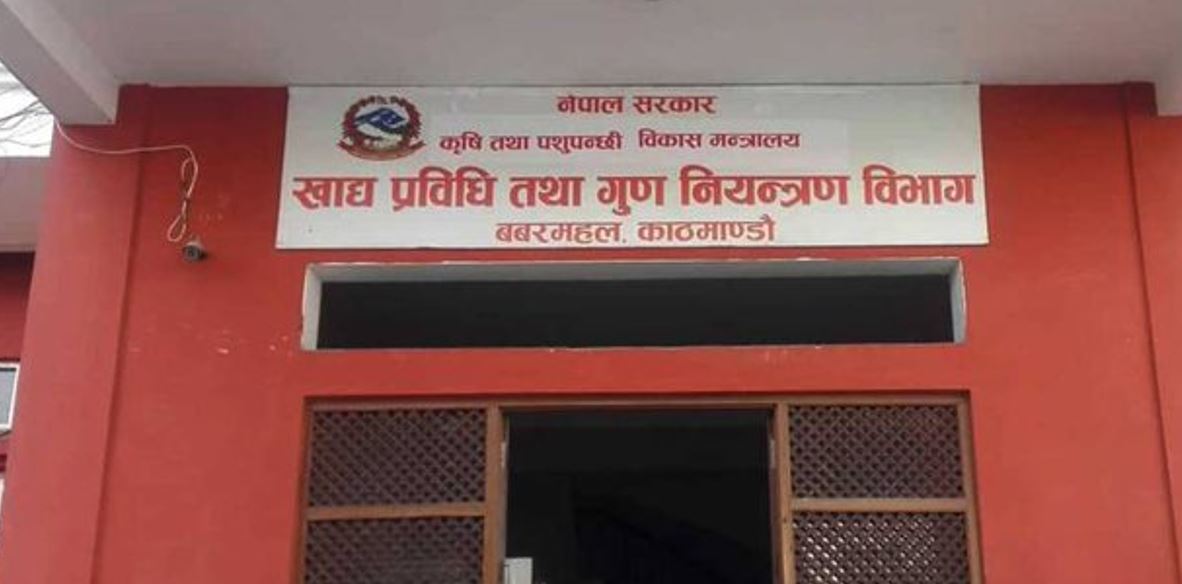 नेपाल सरकार
कृषि तथा पशुपन्छी विकास मन्त्रालय
खाद्य प्रविधि तथा गुण नियन्त्रण विभाग
बबरमहल, काठमाण्डौ